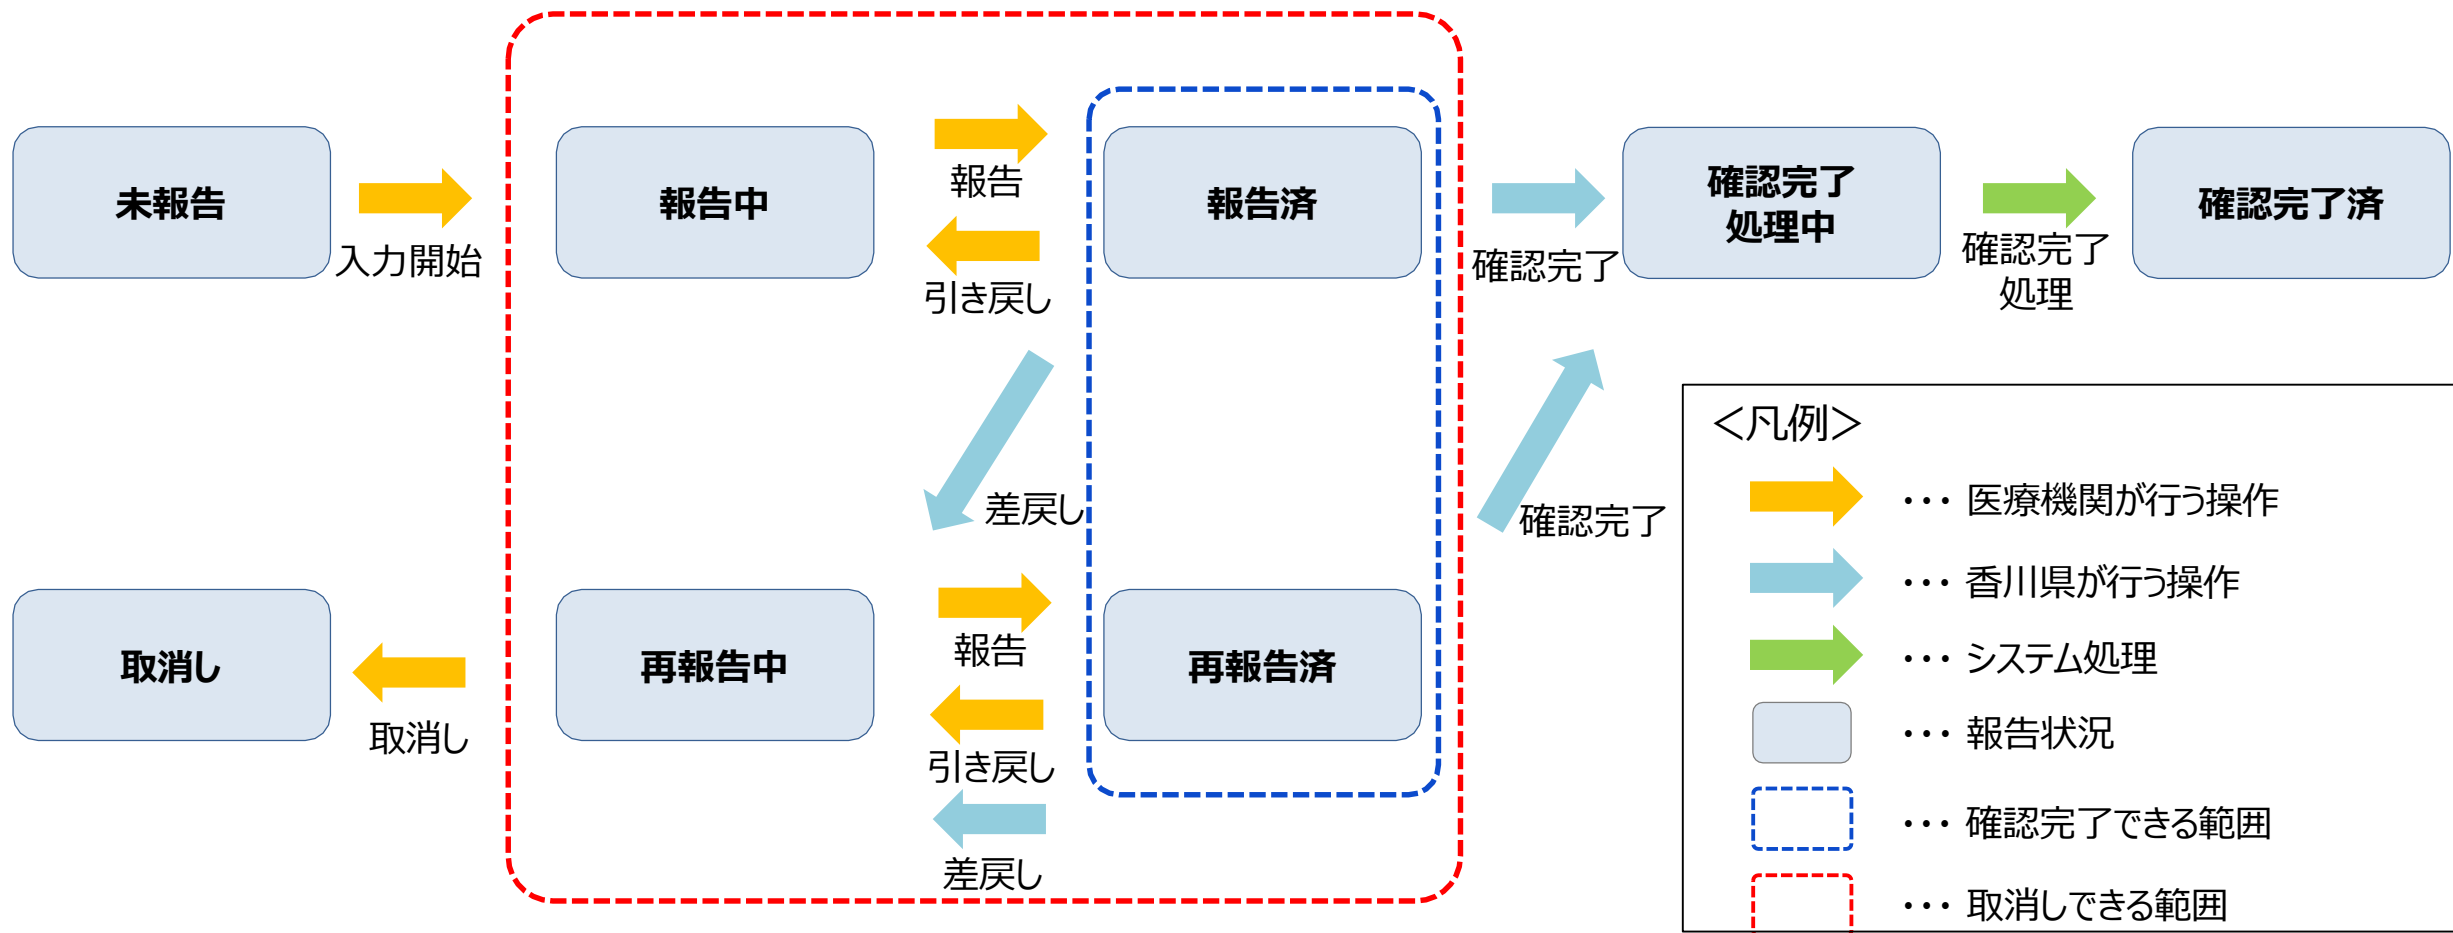 未報告
入力開始
報告中
報告
引き戻し
報告済
確認完了
確認完了
処理中
確認完了
処理
確認完了済
差戻し
確認完了
取消し
取消し
再報告中
報告
引き戻し
差戻し
再報告済
＜凡例＞
・・・ 医療機関が行う操作
・・・ 香川県が行う操作
・・・ システム処理
・・・ 報告状況
・・・ 確認完了できる範囲
・・・ 取消しできる範囲